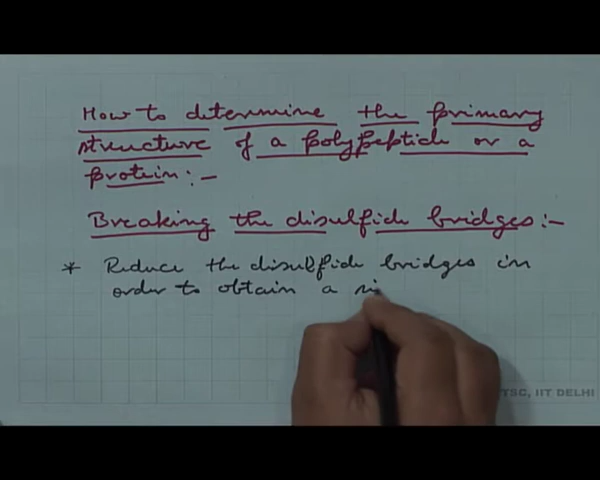 How to determine the primary
structure of a polypeptide or a
protein:-
Breaking the disulfide bridges:-
* Reduce the disulfide bridges in
order to obtain a
TSC, IIT DELHI